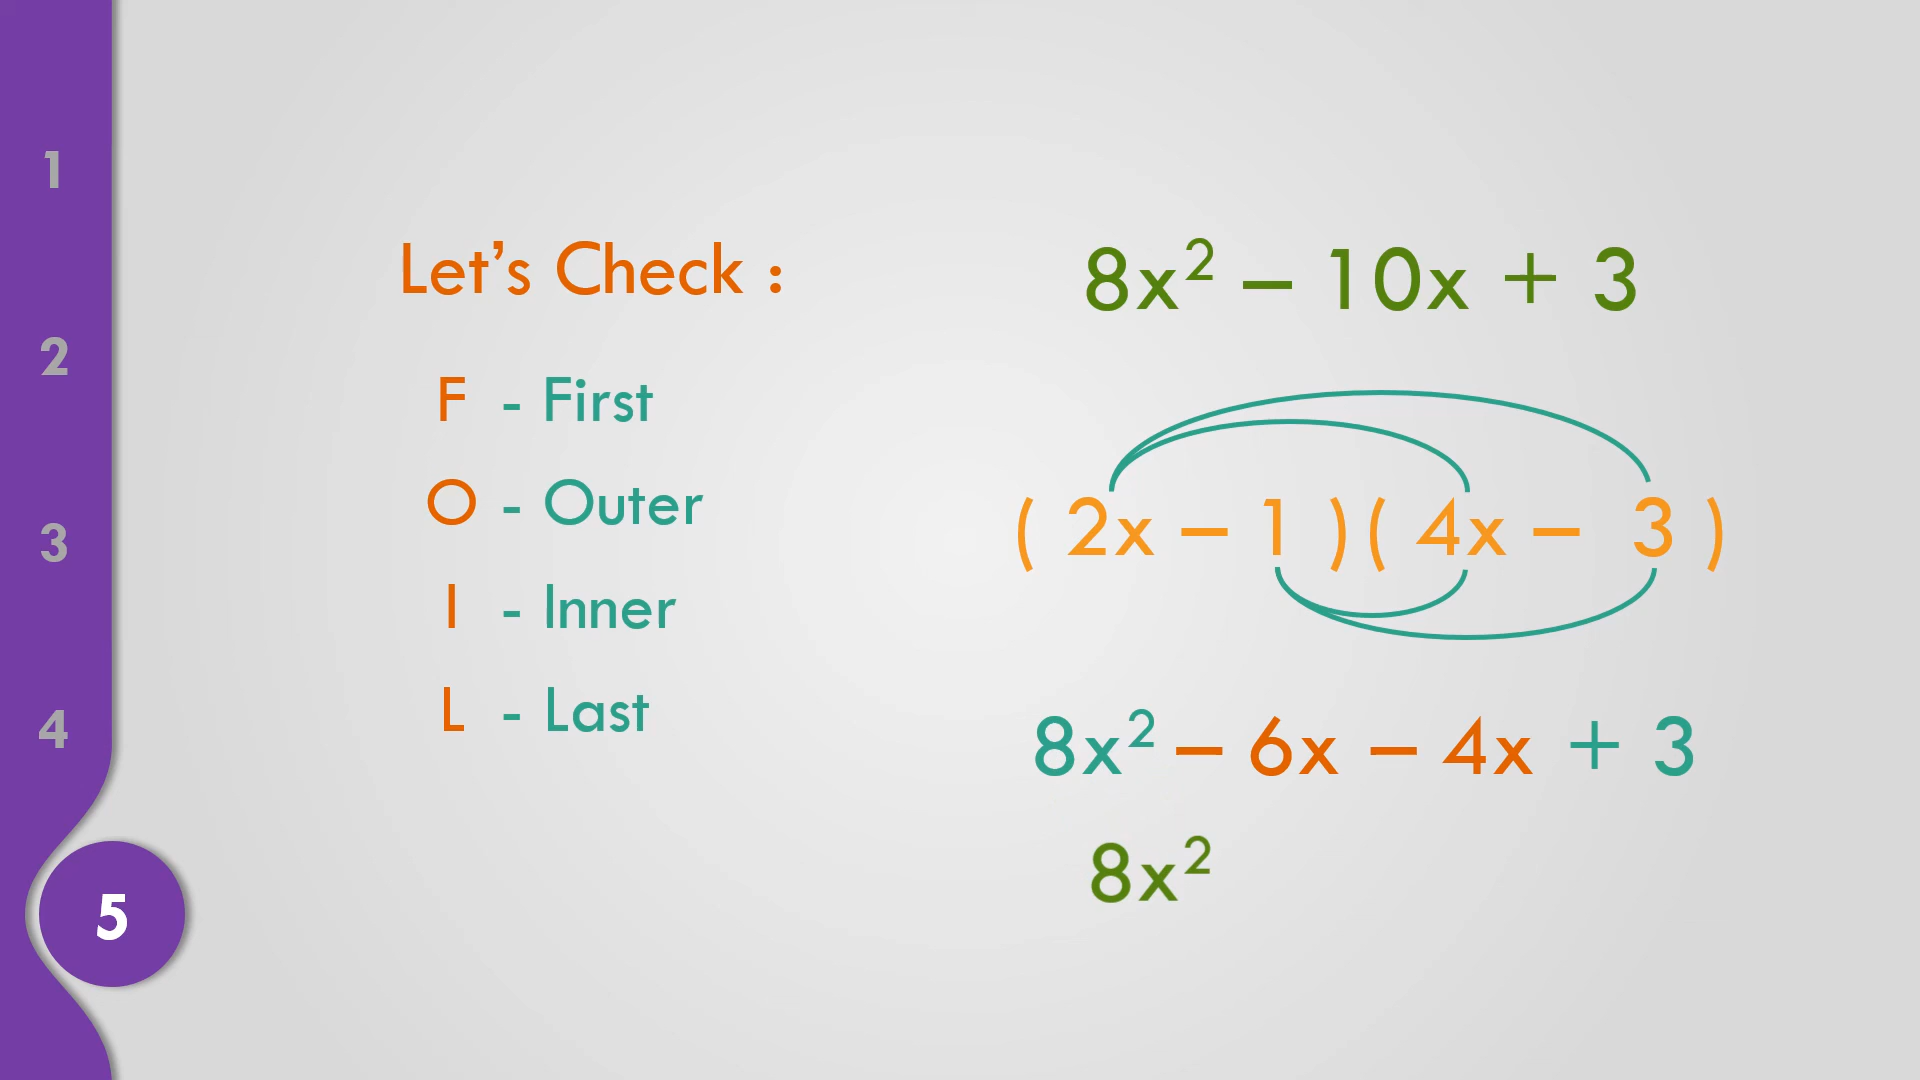 1
2
3
4
5
Let's Check :
F - First
O - Outer
I - Inner
L - Last
8x² – 10x + 3
( 2x – 1 ) ( 4x – 3 )
8x² – 6x – 4x + 3
8x²